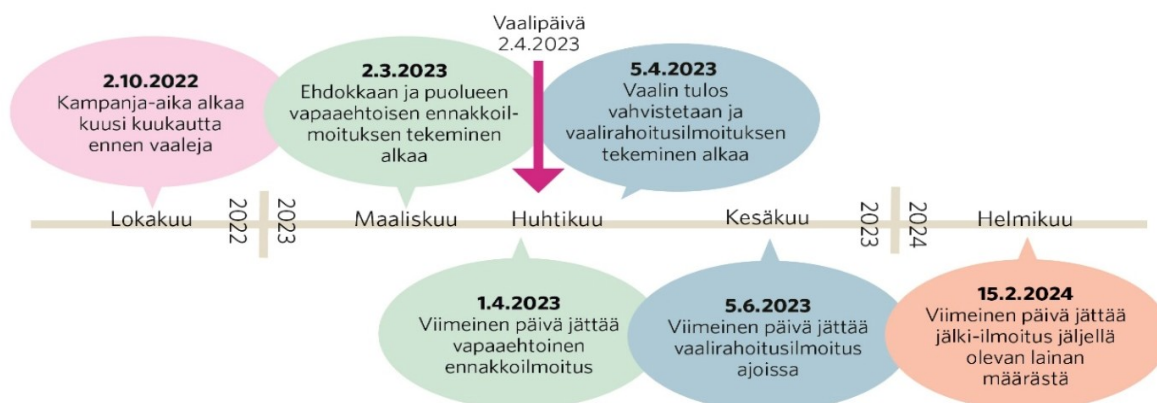 Vaalipäivä
2.4.2023
2.10.2022
Kampanja-aika alkaa
kuusi kuukautta
ennen vaaleja
2.3.2023
Ehdokkaan ja puolueen
vapaaehtoisen ennakkoil-
moituksen tekeminen
alkaa
5.4.2023
Vaalin tulos
vahvistetaan ja
vaalirahoitusilmoituksen
tekeminen alkaa
Lokakuu
2022
2023
Maaliskuu
Huhtikuu
Kesäkuu
2023
2024
Helmikuu
1.4.2023
Viimeinen päivä jättää
vapaaehtoinen
ennakkoilmoitus
5.6.2023
Viimeinen päivä jättää
vaalirahoitusilmoitus
ajoissa
15.2.2024
Viimeinen päivä jättää
jälki-ilmoitus jäljellä
olevan lainan
määrästä